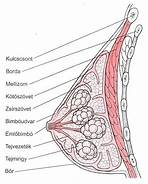 Kulcscsont
Borda
Mellizom
Kötőszövet
Zsírszövet
Bimbóudvar
Emlőbimbó
Tejvezeték
Tejmirigy
Bőr